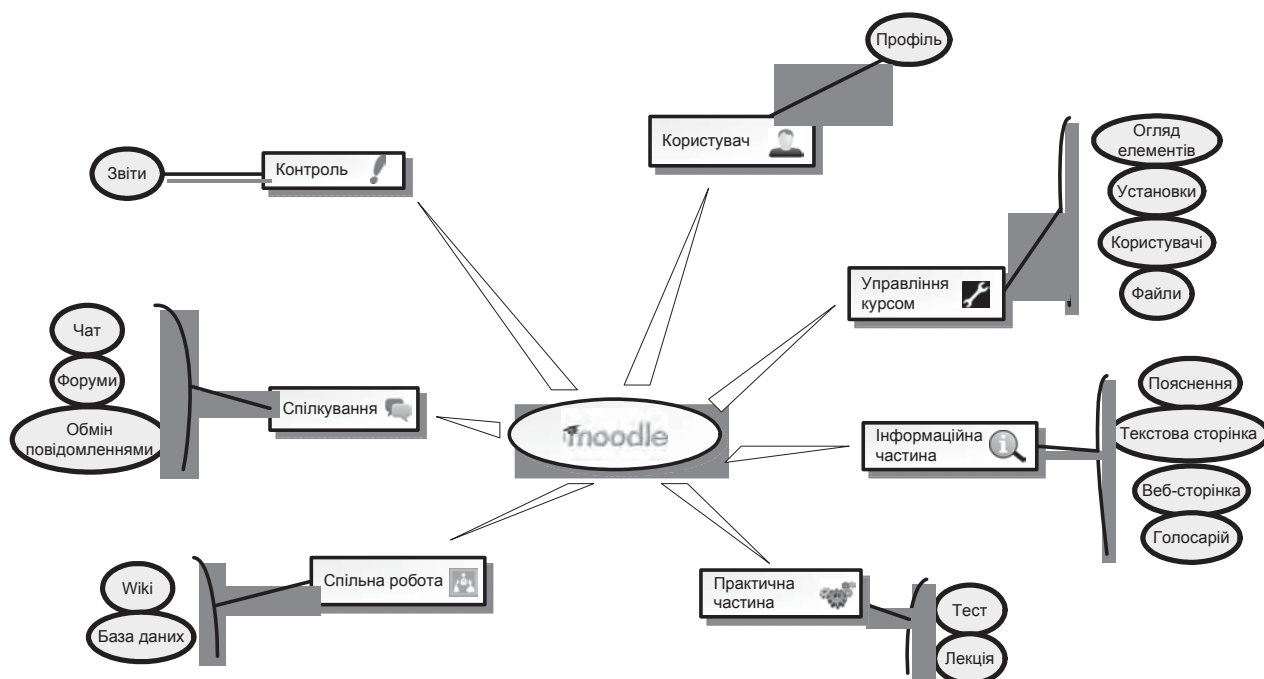 Профіль
Користувач
Огляд
елементів
Звіти
Контроль
Установки
Користувачі
Управління
курсом
Файли
Чат
Форуми
Спілкування
Обмін
повідомленнями
moodle
Пояснення
Інформаційна
частина
Текстова сторінка
Веб-сторінка
Голосарій
Wiki
База даних
Спільна робота
Практична
частина
Тест
Лекція